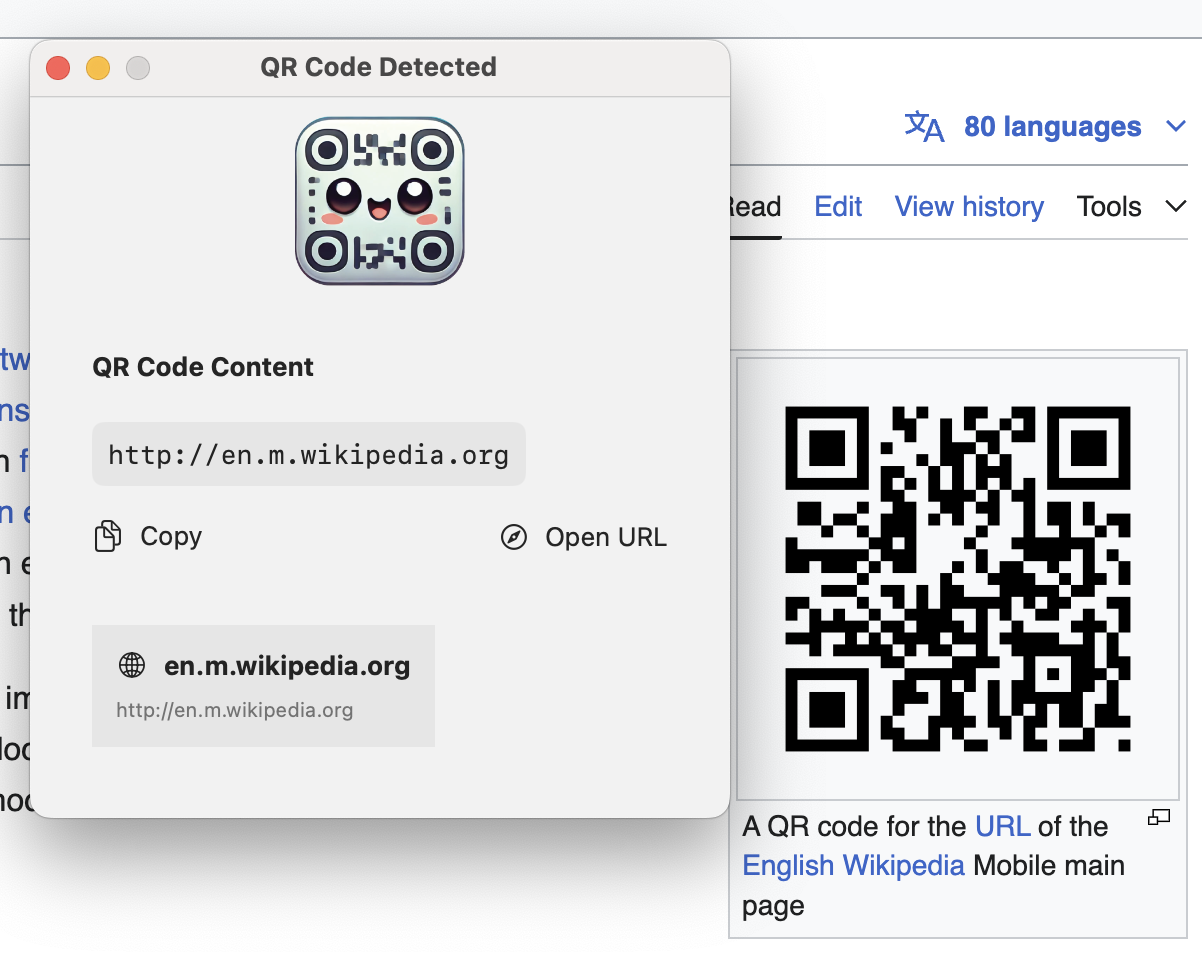 QR Code Detected
QR Code Content
http://en.m.wikipedia.org
Copy
Open URL
en.m.wikipedia.org
http://en.m.wikipedia.org
80 languages
Read
Edit
View history
Tools
A QR code for the URL of the
English Wikipedia Mobile main
page